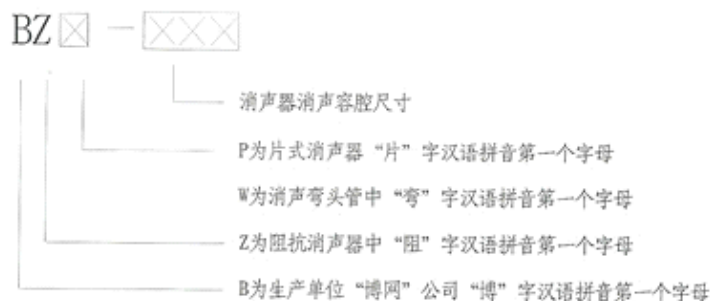 BZ☒ — ☒☒☒
消声器消声容腔尺寸
P为片式消声器“片”字汉语拼音第一个字母
W为消声弯头管中“弯”字汉语拼音第一个字母
Z为阻抗消声器中“阻”字汉语拼音第一个字母
B为生产单位“博网”公司“博”字汉语拼音第一个字母